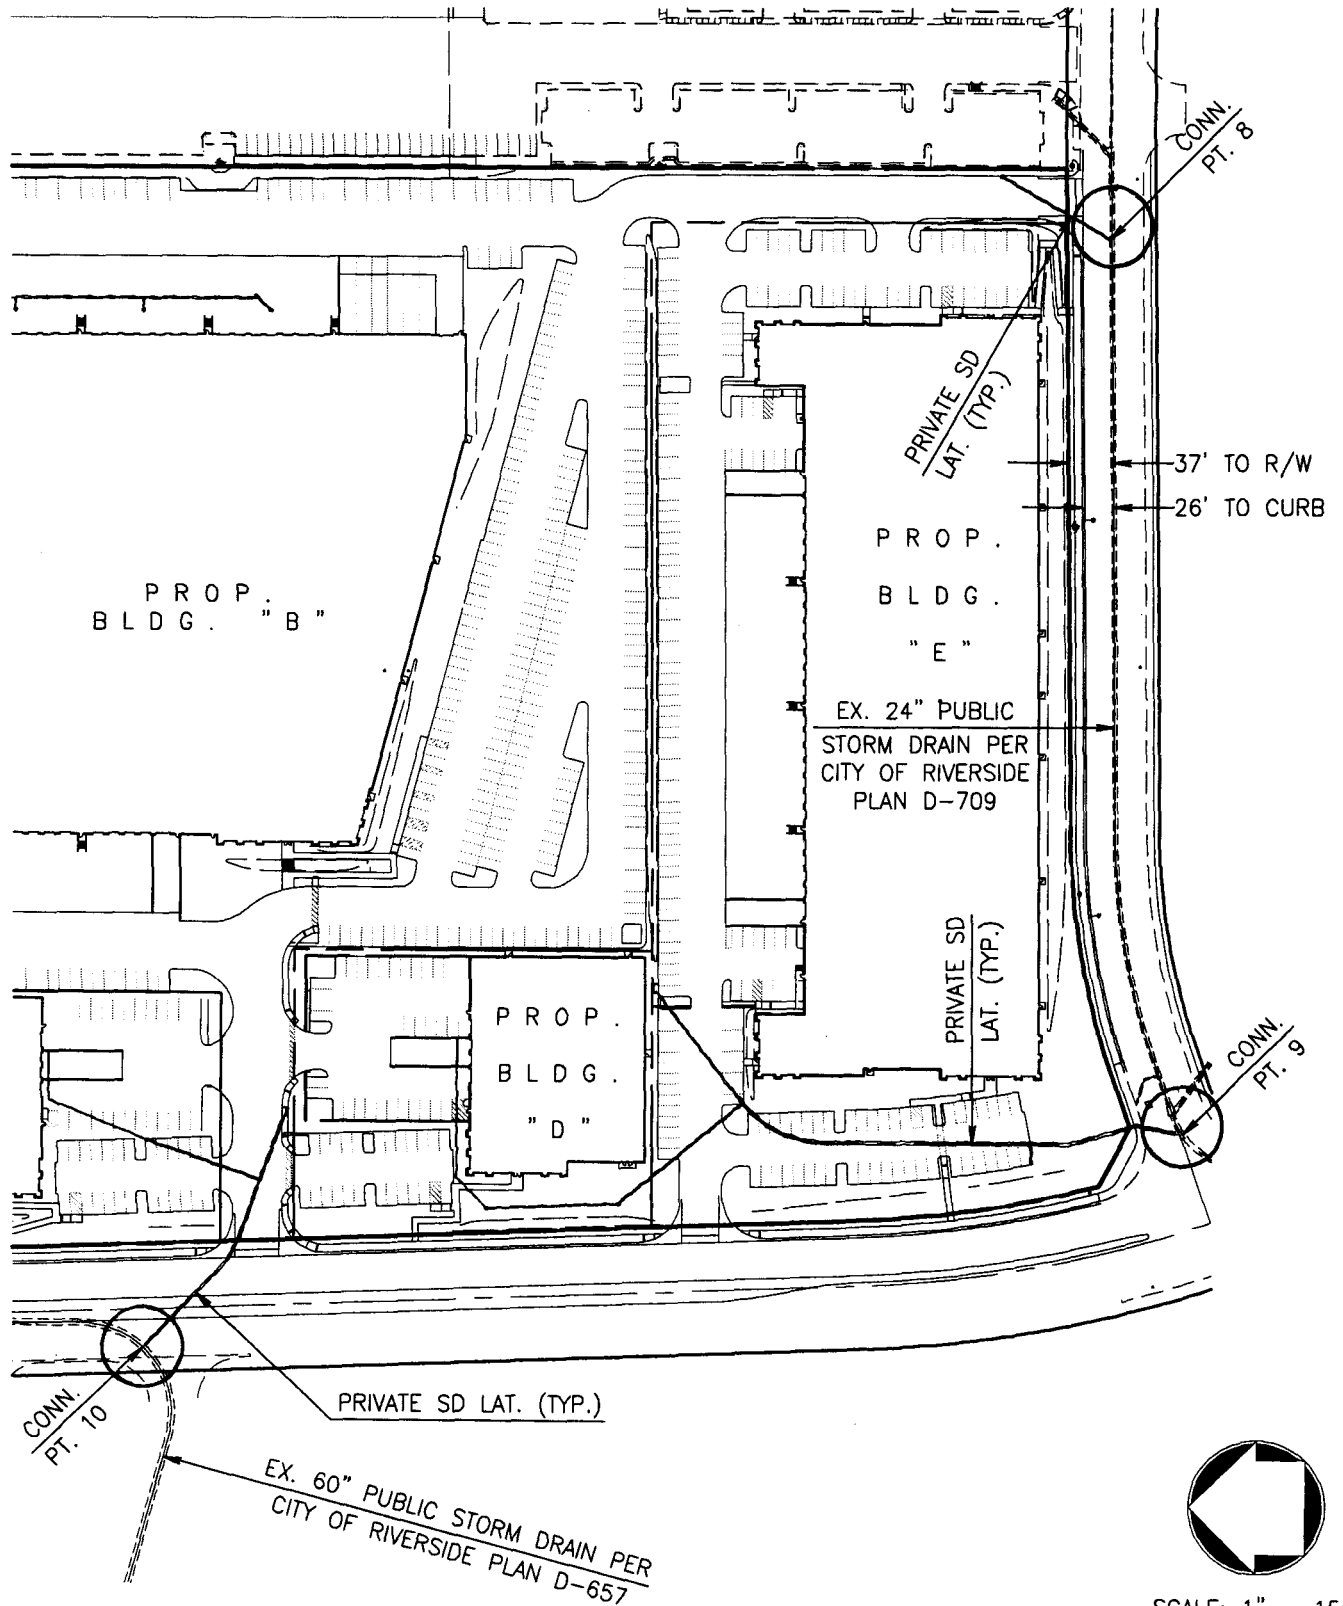 CONN.
PT. 8
PRIVATE SD
LAT. (TYP.)
37' TO R/W
26' TO CURB
PROP.
BLDG. "B"
PROP.
BLDG.
"E"
EX. 24" PUBLIC
STORM DRAIN PER
CITY OF RIVERSIDE
PLAN D-709
PRIVATE SD
LAT. (TYP.)
PROP.
BLDG.
"D"
CONN.
PT. 9
CONN.
PT. 10
PRIVATE SD LAT. (TYP.)
EX. 60" PUBLIC STORM DRAIN PER
CITY OF RIVERSIDE PLAN D-657
SCALE: 1"